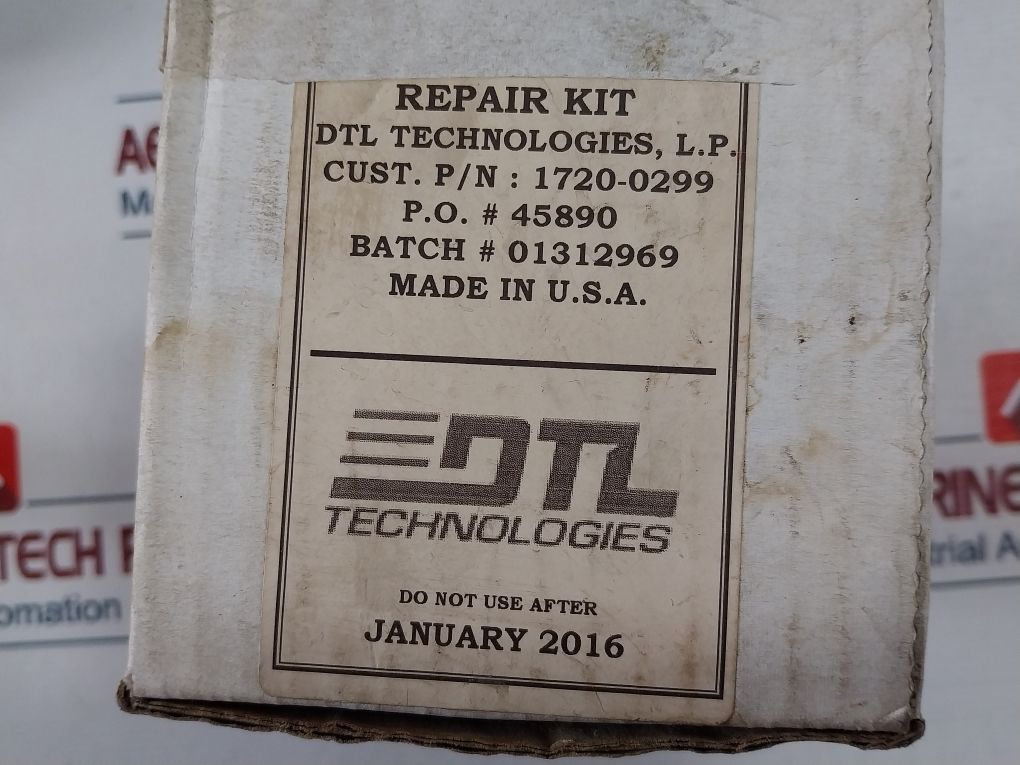 REPAIR KIT
DTL TECHNOLOGIES, L.P.
CUST. P/N : 1720-0299
P.O. # 45890
BATCH # 01312969
MADE IN U.S.A.
DTL
TECHNOLOGIES
DO NOT USE AFTER
JANUARY 2016
TECH